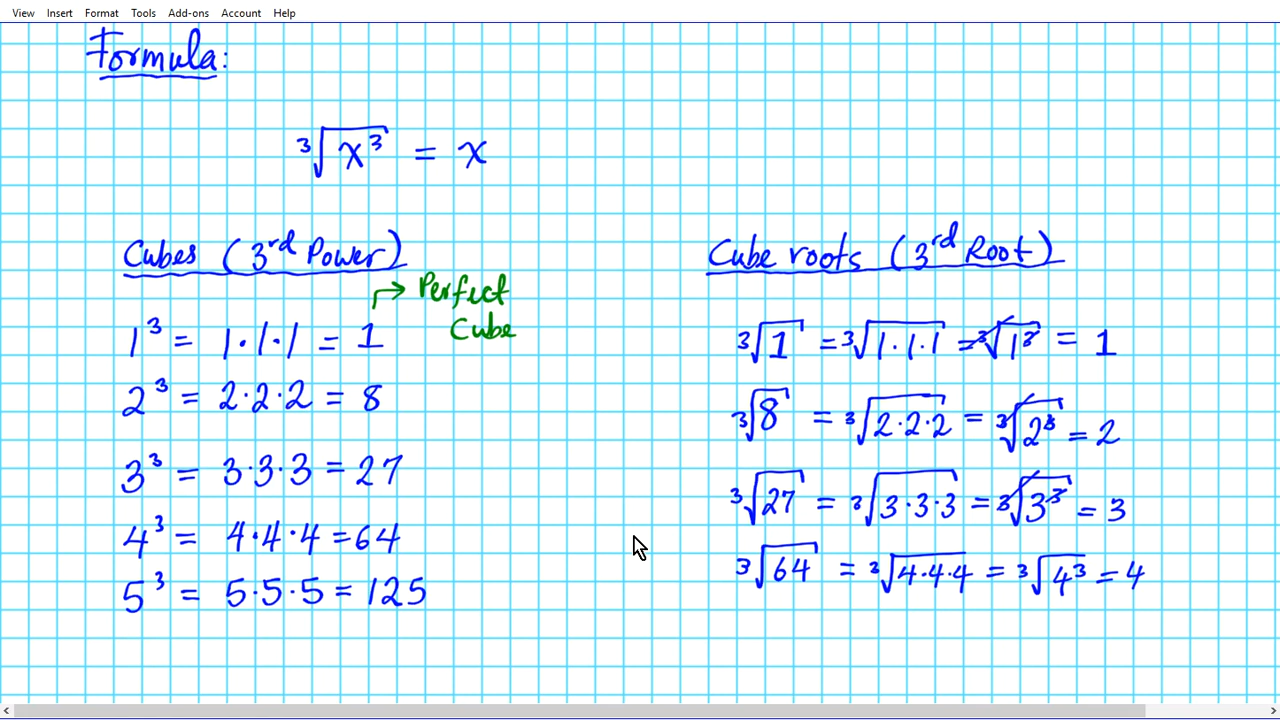 View Insert Format Tools Add-ons Account Help
Formula:
³√x³ = x
Cubes (3rd Power)
Perfect
Cube
1³ = 1·1·1 = 1
2³ = 2·2·2 = 8
3³ = 3·3·3 = 27
4³ = 4·4·4 = 64
5³ = 5·5·5 = 125
Cube roots (3rd Root)
³√1 = ³√1·1·1 = ³√1³ = 1
³√8 = ³√2·2·2 = ³√2³ = 2
³√27 = ³√3·3·3 = ³√3³ = 3
³√64 = ³√4·4·4 = ³√4³ = 4